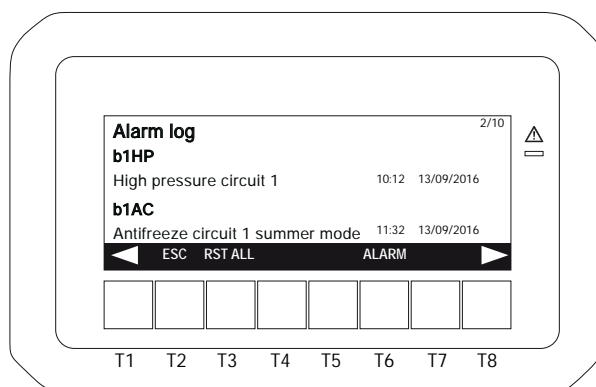 2/10
Alarm log
b1HP
High pressure circuit 1 10:12 13/09/2016
b1AC
Antifreeze circuit 1 summer mode 11:32 13/09/2016
ESC RST ALL ALARM
T1 T2 T3 T4 T5 T6 T7 T8